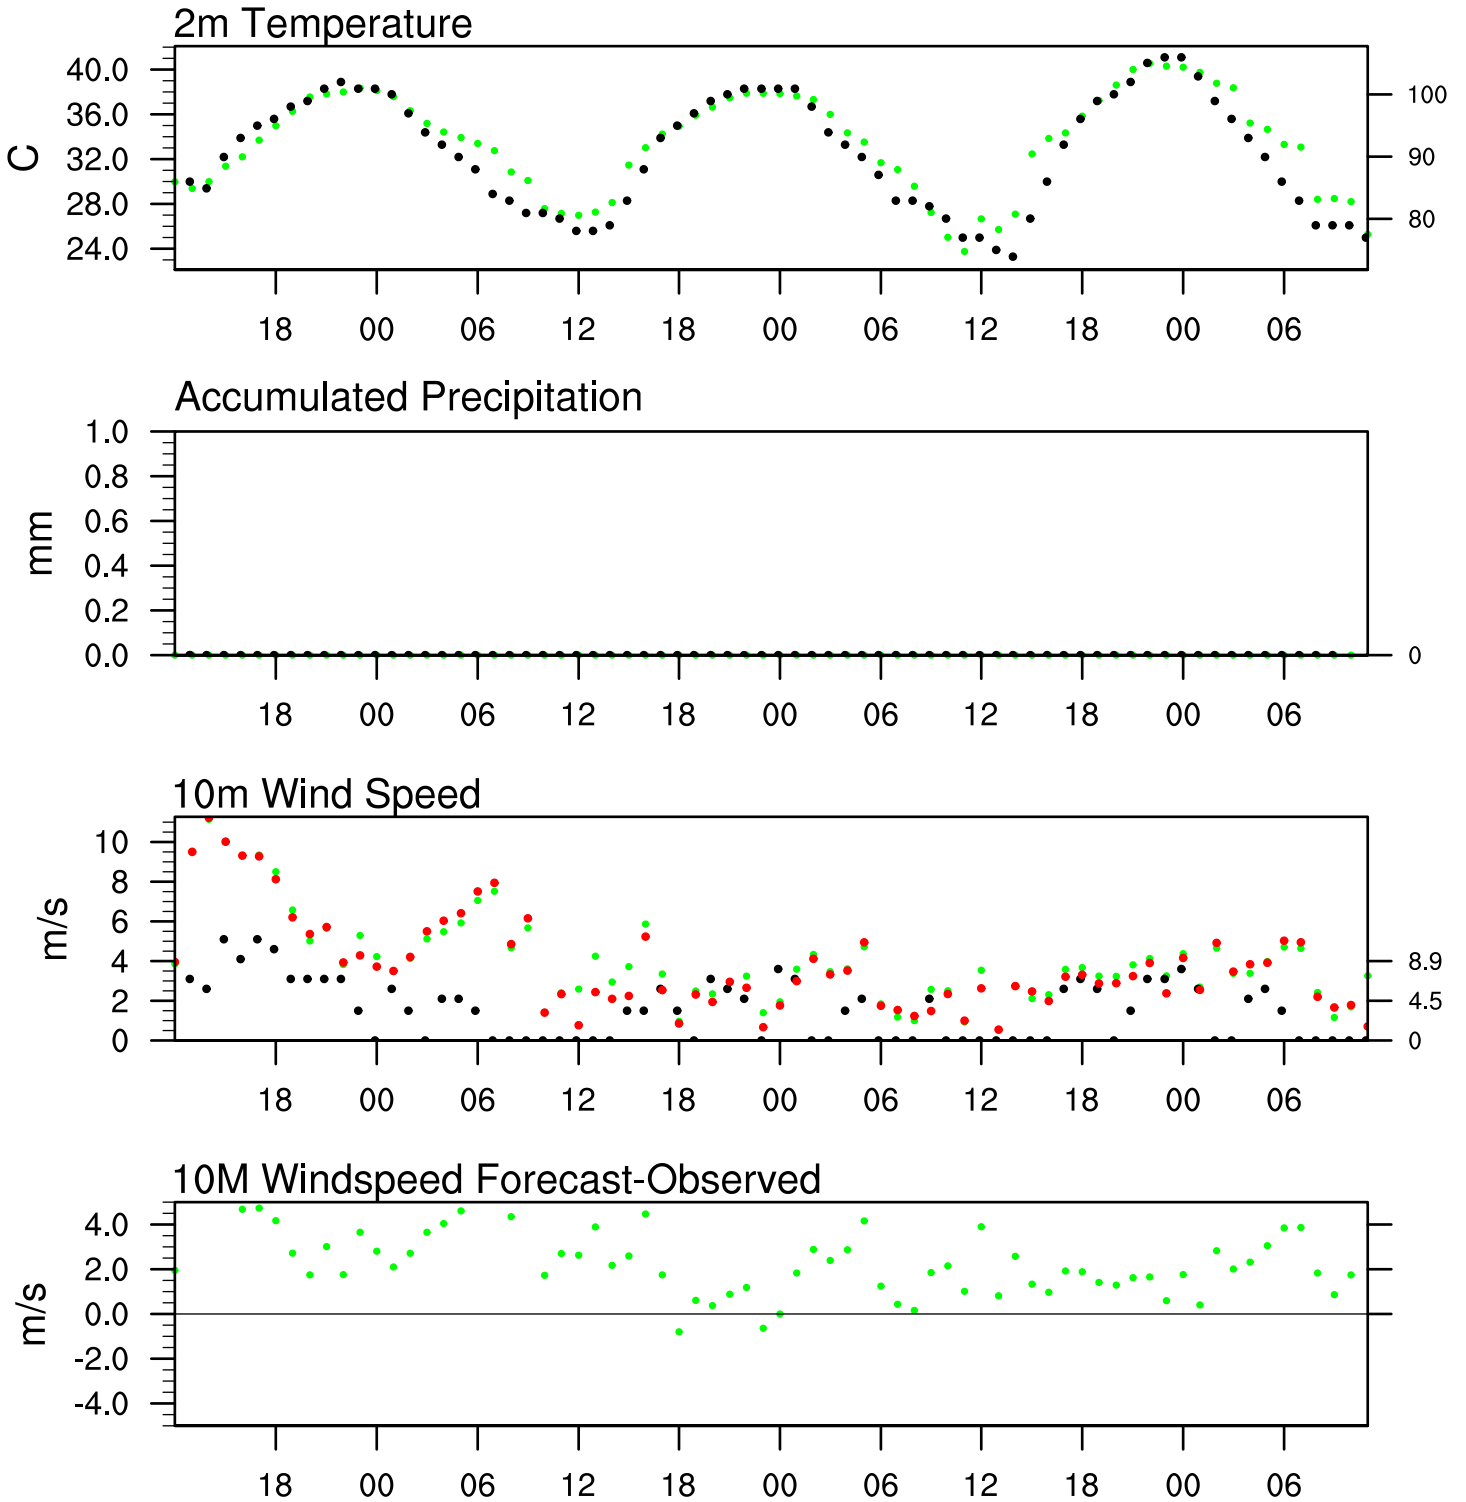 2m Temperature
40.0
36.0
32.0
28.0
24.0
C
100
90
80
18 00 06 12 18 00 06 12 18 00 06
Accumulated Precipitation
1.0
0.8
0.6
0.4
0.2
0.0
mm
0
18 00 06 12 18 00 06 12 18 00 06
10m Wind Speed
10
8
6
4
2
0
m/s
8.9
4.5
0
18 00 06 12 18 00 06 12 18 00 06
10M Windspeed Forecast-Observed
4.0
2.0
0.0
-2.0
-4.0
m/s
18 00 06 12 18 00 06 12 18 00 06